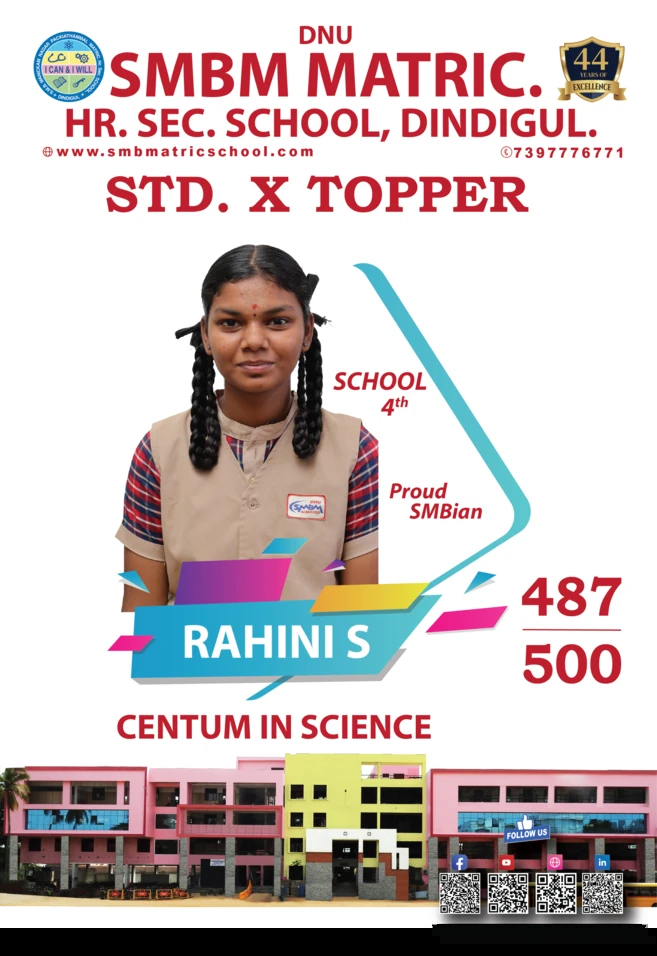 DNU
SMBM MATRIC.
I CAN & I WILL
44
YEARS OF
EXCELLENCE
HR. SEC. SCHOOL, DINDIGUL.
www.smbmatricschool.com
7397776771
STD. X TOPPER
SCHOOL
4th
Proud
SMBian
SMBM
RAHINI S
487
500
CENTUM IN SCIENCE
FOLLOW US